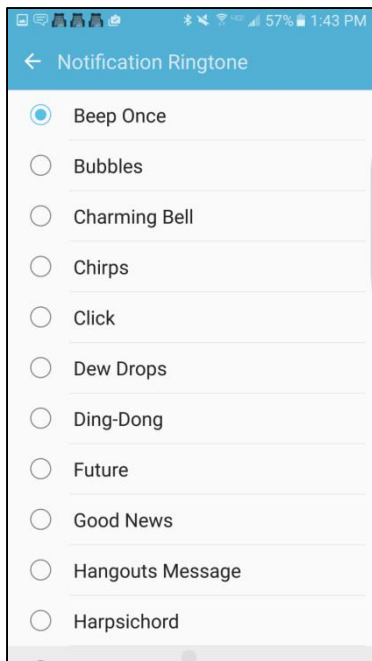 57% 1:43 PM
Notification Ringtone
Beep Once
Bubbles
Charming Bell
Chirps
Click
Dew Drops
Ding-Dong
Future
Good News
Hangouts Message
Harpsichord